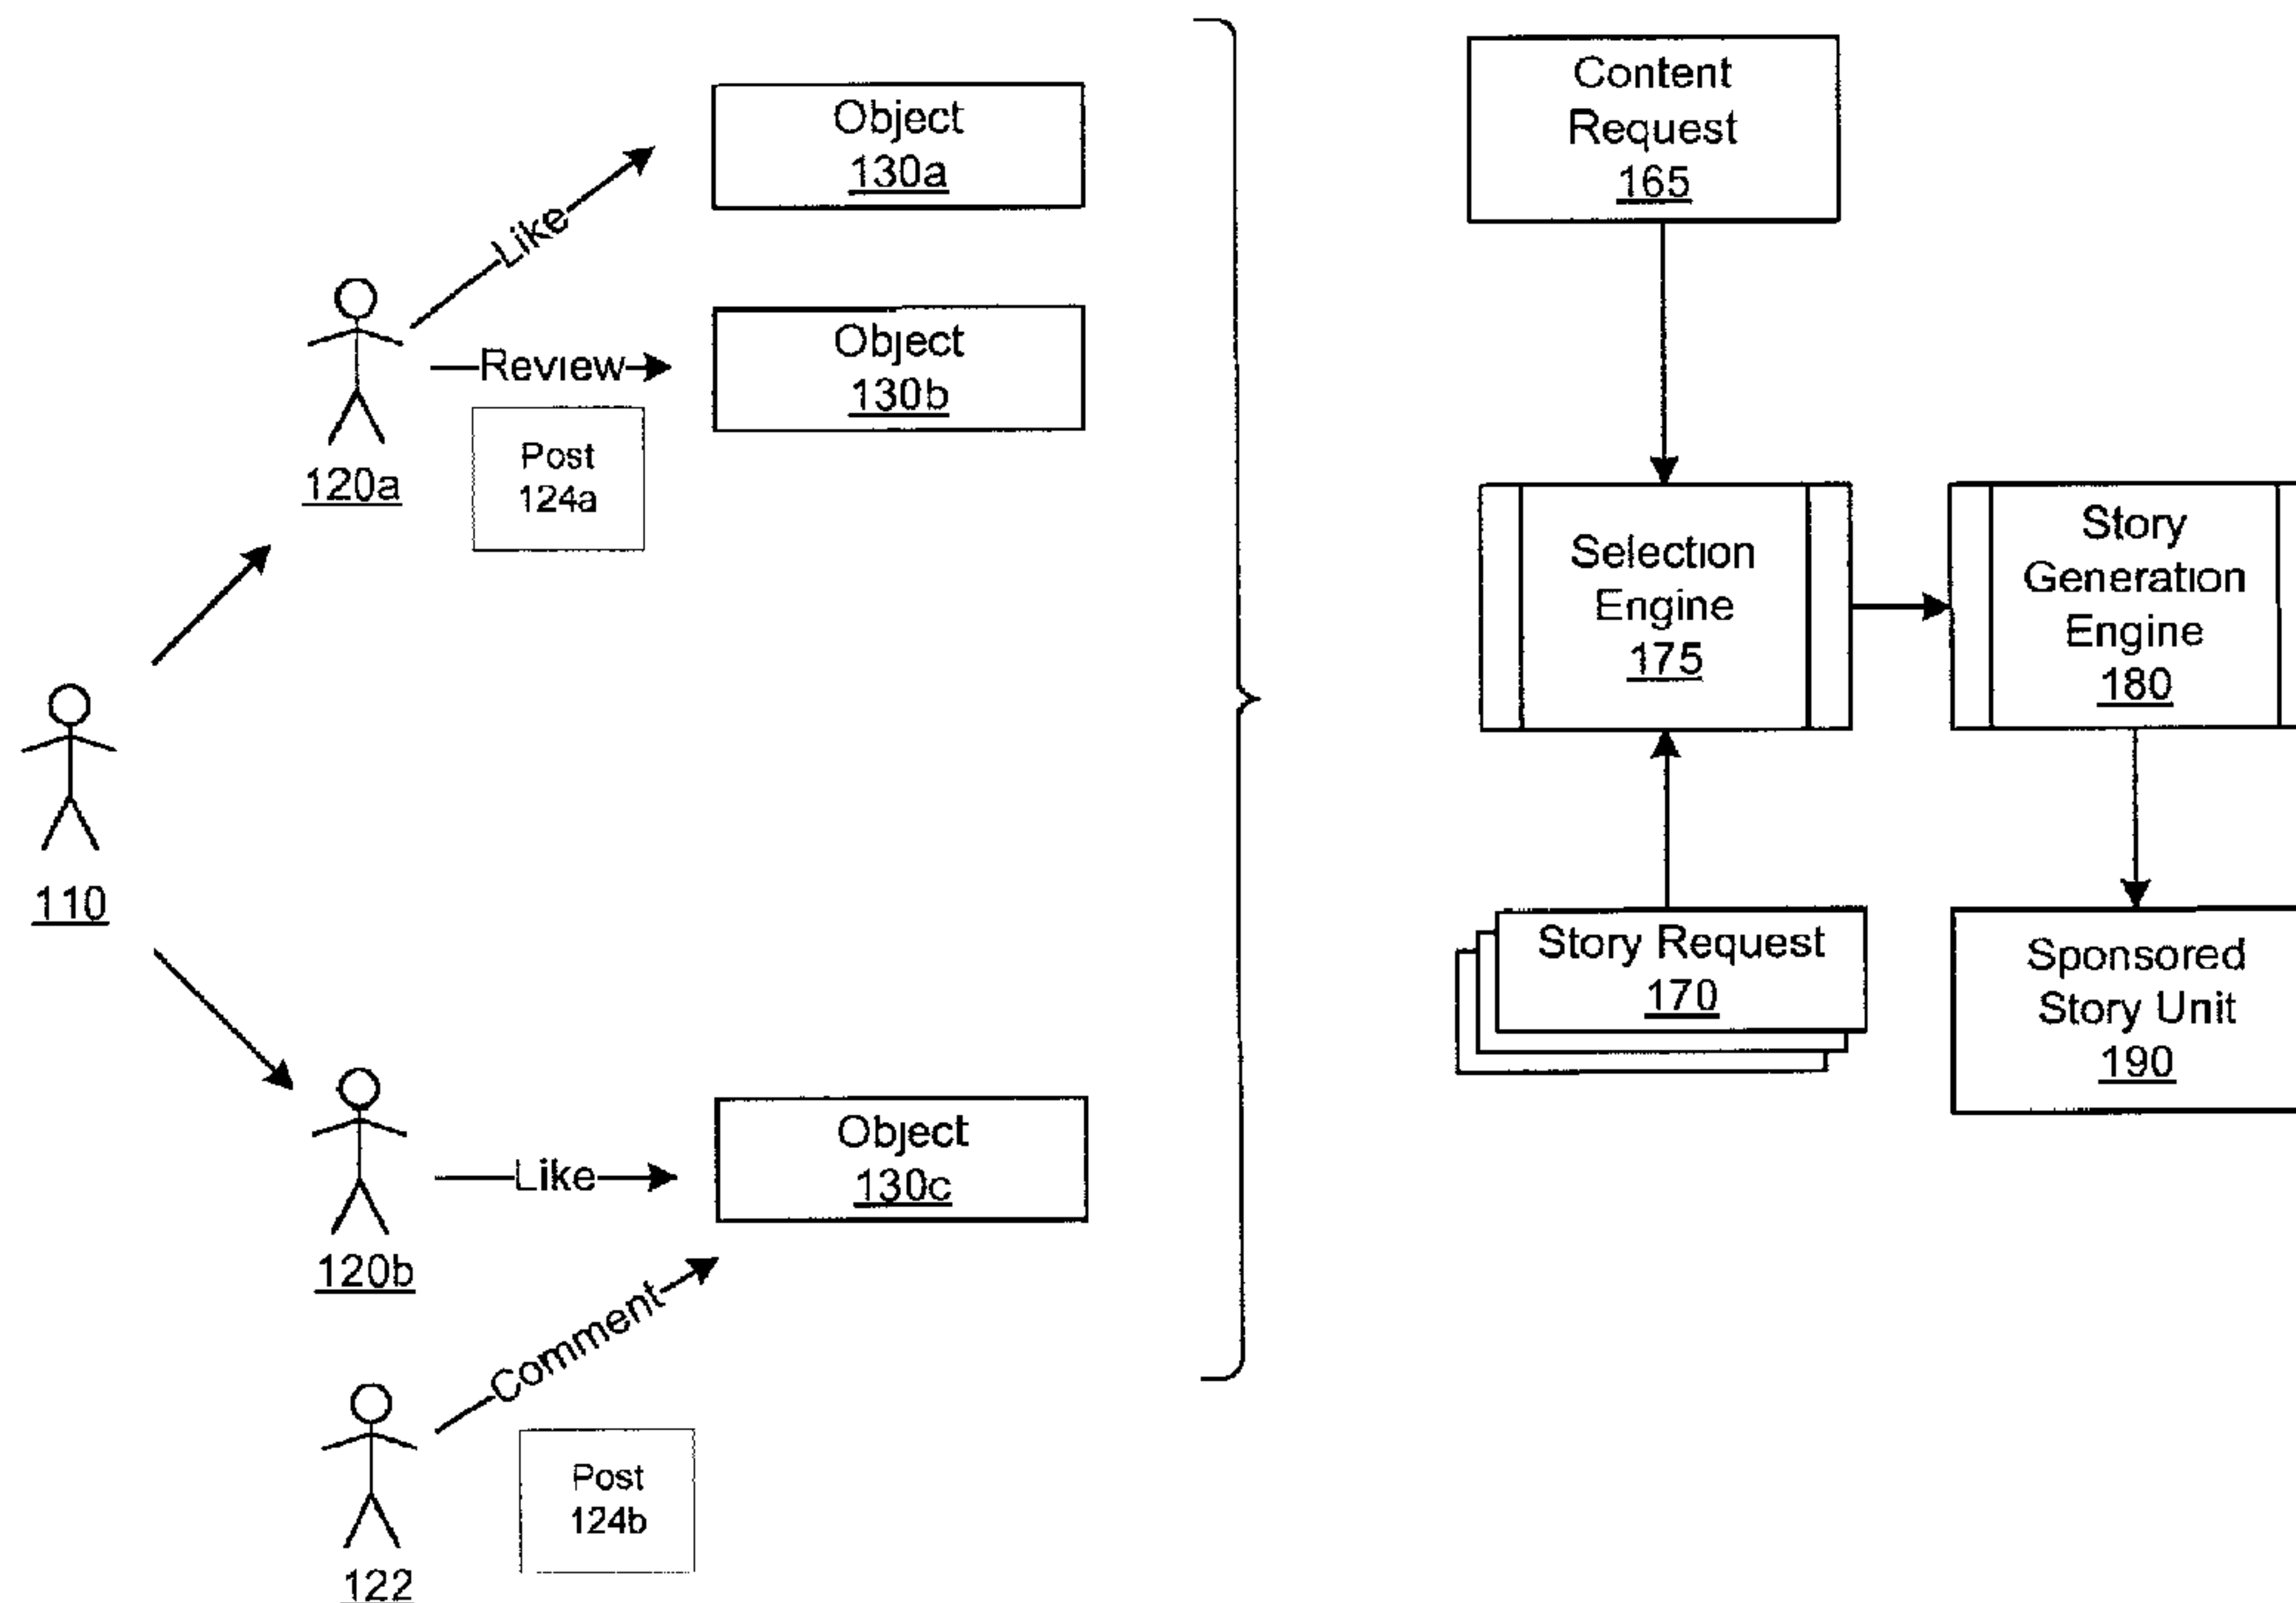 Object
130a
Like
Object
130b
Review
Post
124a
120a
110
Object
130c
Like
120b
Comment
Post
124b
122
Content
Request
165
Selection
Engine
175
Story
Generation
Engine
180
Story Request
170
Sponsored
Story Unit
190